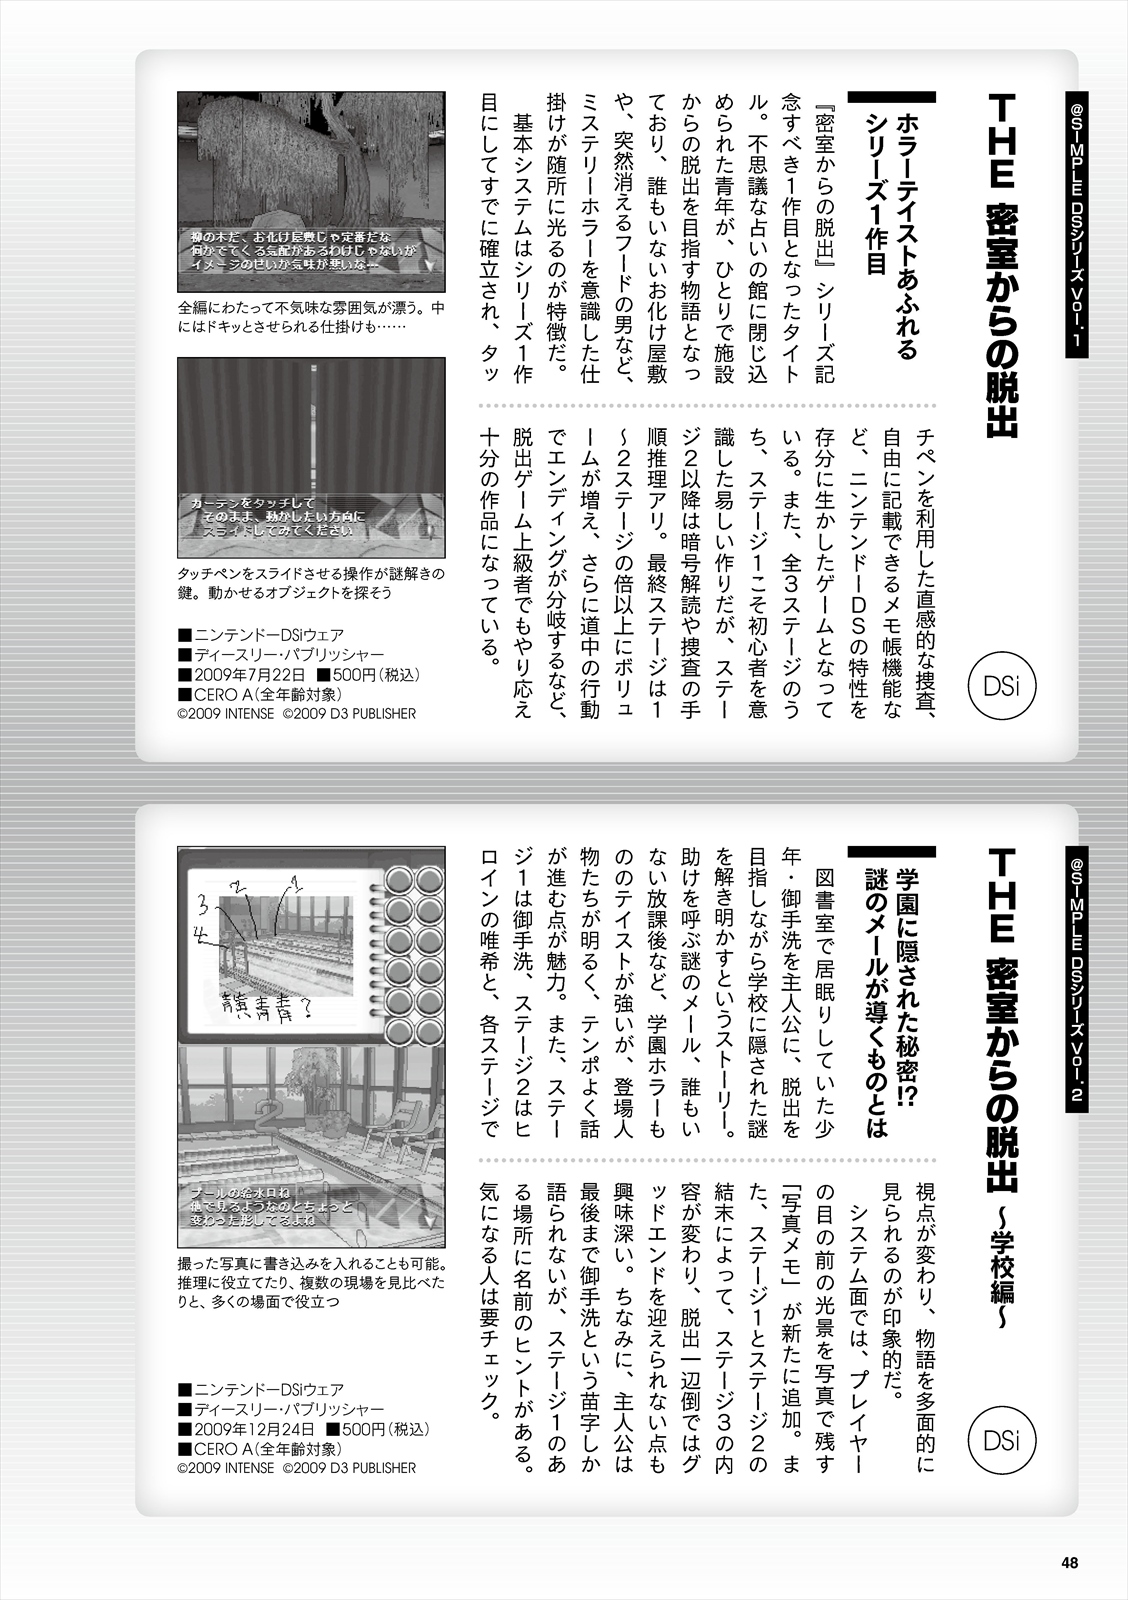 @SIMPLE DSシリーズ Vol.1
THE 密室からの脱出
DSi
ホラーテイストあふれる
シリーズ1作目
『密室からの脱出』シリーズ記
念すべき1作目となったタイト
ル。不思議な占いの館に閉じ込
められた青年が、ひとりで施設
からの脱出を目指す物語となっ
ており、誰もいないお化け屋敷
や、突然消えるフードの男など、
ミステリーホラーを意識した仕
掛けが随所に光るのが特徴だ。
基本システムはシリーズ1作
目にしてすでに確立され、タッ
チペンを利用した直感的な捜査、
自由に記載できるメモ帳機能な
ど、ニンテンドーDSの特性を
存分に生かしたゲームとなって
いる。また、全3ステージのう
ち、ステージ1こそ初心者を意
識した易しい作りだが、ステー
ジ2以降は暗号解読や捜査の手
順推理アリ。最終ステージは1
～2ステージの倍以上にボリュ
ームが増え、さらに道中の行動
でエンディングが分岐するなど、
脱出ゲーム上級者でもやり応え
十分の作品になっている。
柳の木だ、お化け屋敷じゃ定番だな
何かでてくる気配があるわけじゃないが
イメージのせいか気味が悪いな…
全編にわたって不気味な雰囲気が漂う。中
にはドキッとさせられる仕掛けも……
カーテンをタッチして
そのまま、動かしたい方向に
スライドしてみてください
タッチペンをスライドさせる操作が謎解きの
鍵。動かせるオブジェクトを探そう
■ニンテンドーDSiウェア
■ディースリー・パブリッシャー
■2009年7月22日 ■500円（税込）
■CERO A（全年齢対象）
©2009 INTENSE ©2009 D3 PUBLISHER
@SIMPLE DSシリーズ Vol.2
THE 密室からの脱出 ～学校編～
DSi
学園に隠された秘密!?
謎のメールが導くものとは
図書室で居眠りしていた少
年・御手洗を主人公に、脱出を
目指しながら学校に隠された謎
を解き明かすというストーリー。
助けを呼ぶ謎のメール、誰もい
ない放課後など、学園ホラーも
ののテイストが強いが、登場人
物たちが明るく、テンポよく話
が進む点が魅力。また、ステー
ジ1は御手洗、ステージ2はヒ
ロインの唯希と、各ステージで
視点が変わり、物語を多面的に
見られるのが印象的だ。
システム面では、プレイヤー
の目の前の光景を写真で残す
「写真メモ」が新たに追加。ま
た、ステージ1とステージ2の
結末によって、ステージ3の内
容が変わり、脱出一辺倒ではグ
ッドエンドを迎えられない点も
興味深い。ちなみに、主人公は
最後まで御手洗という苗字しか
語られないが、ステージ1のあ
る場所に名前のヒントがある。
気になる人は要チェック。
1
2
3
4
青黄青青?
2
プールの給水口ね
他で見るようなのとちょっと
変わった形してるよね
撮った写真に書き込みを入れることも可能。
推理に役立てたり、複数の現場を見比べた
りと、多くの場面で役立つ
■ニンテンドーDSiウェア
■ディースリー・パブリッシャー
■2009年12月24日 ■500円（税込）
■CERO A（全年齢対象）
©2009 INTENSE ©2009 D3 PUBLISHER
48